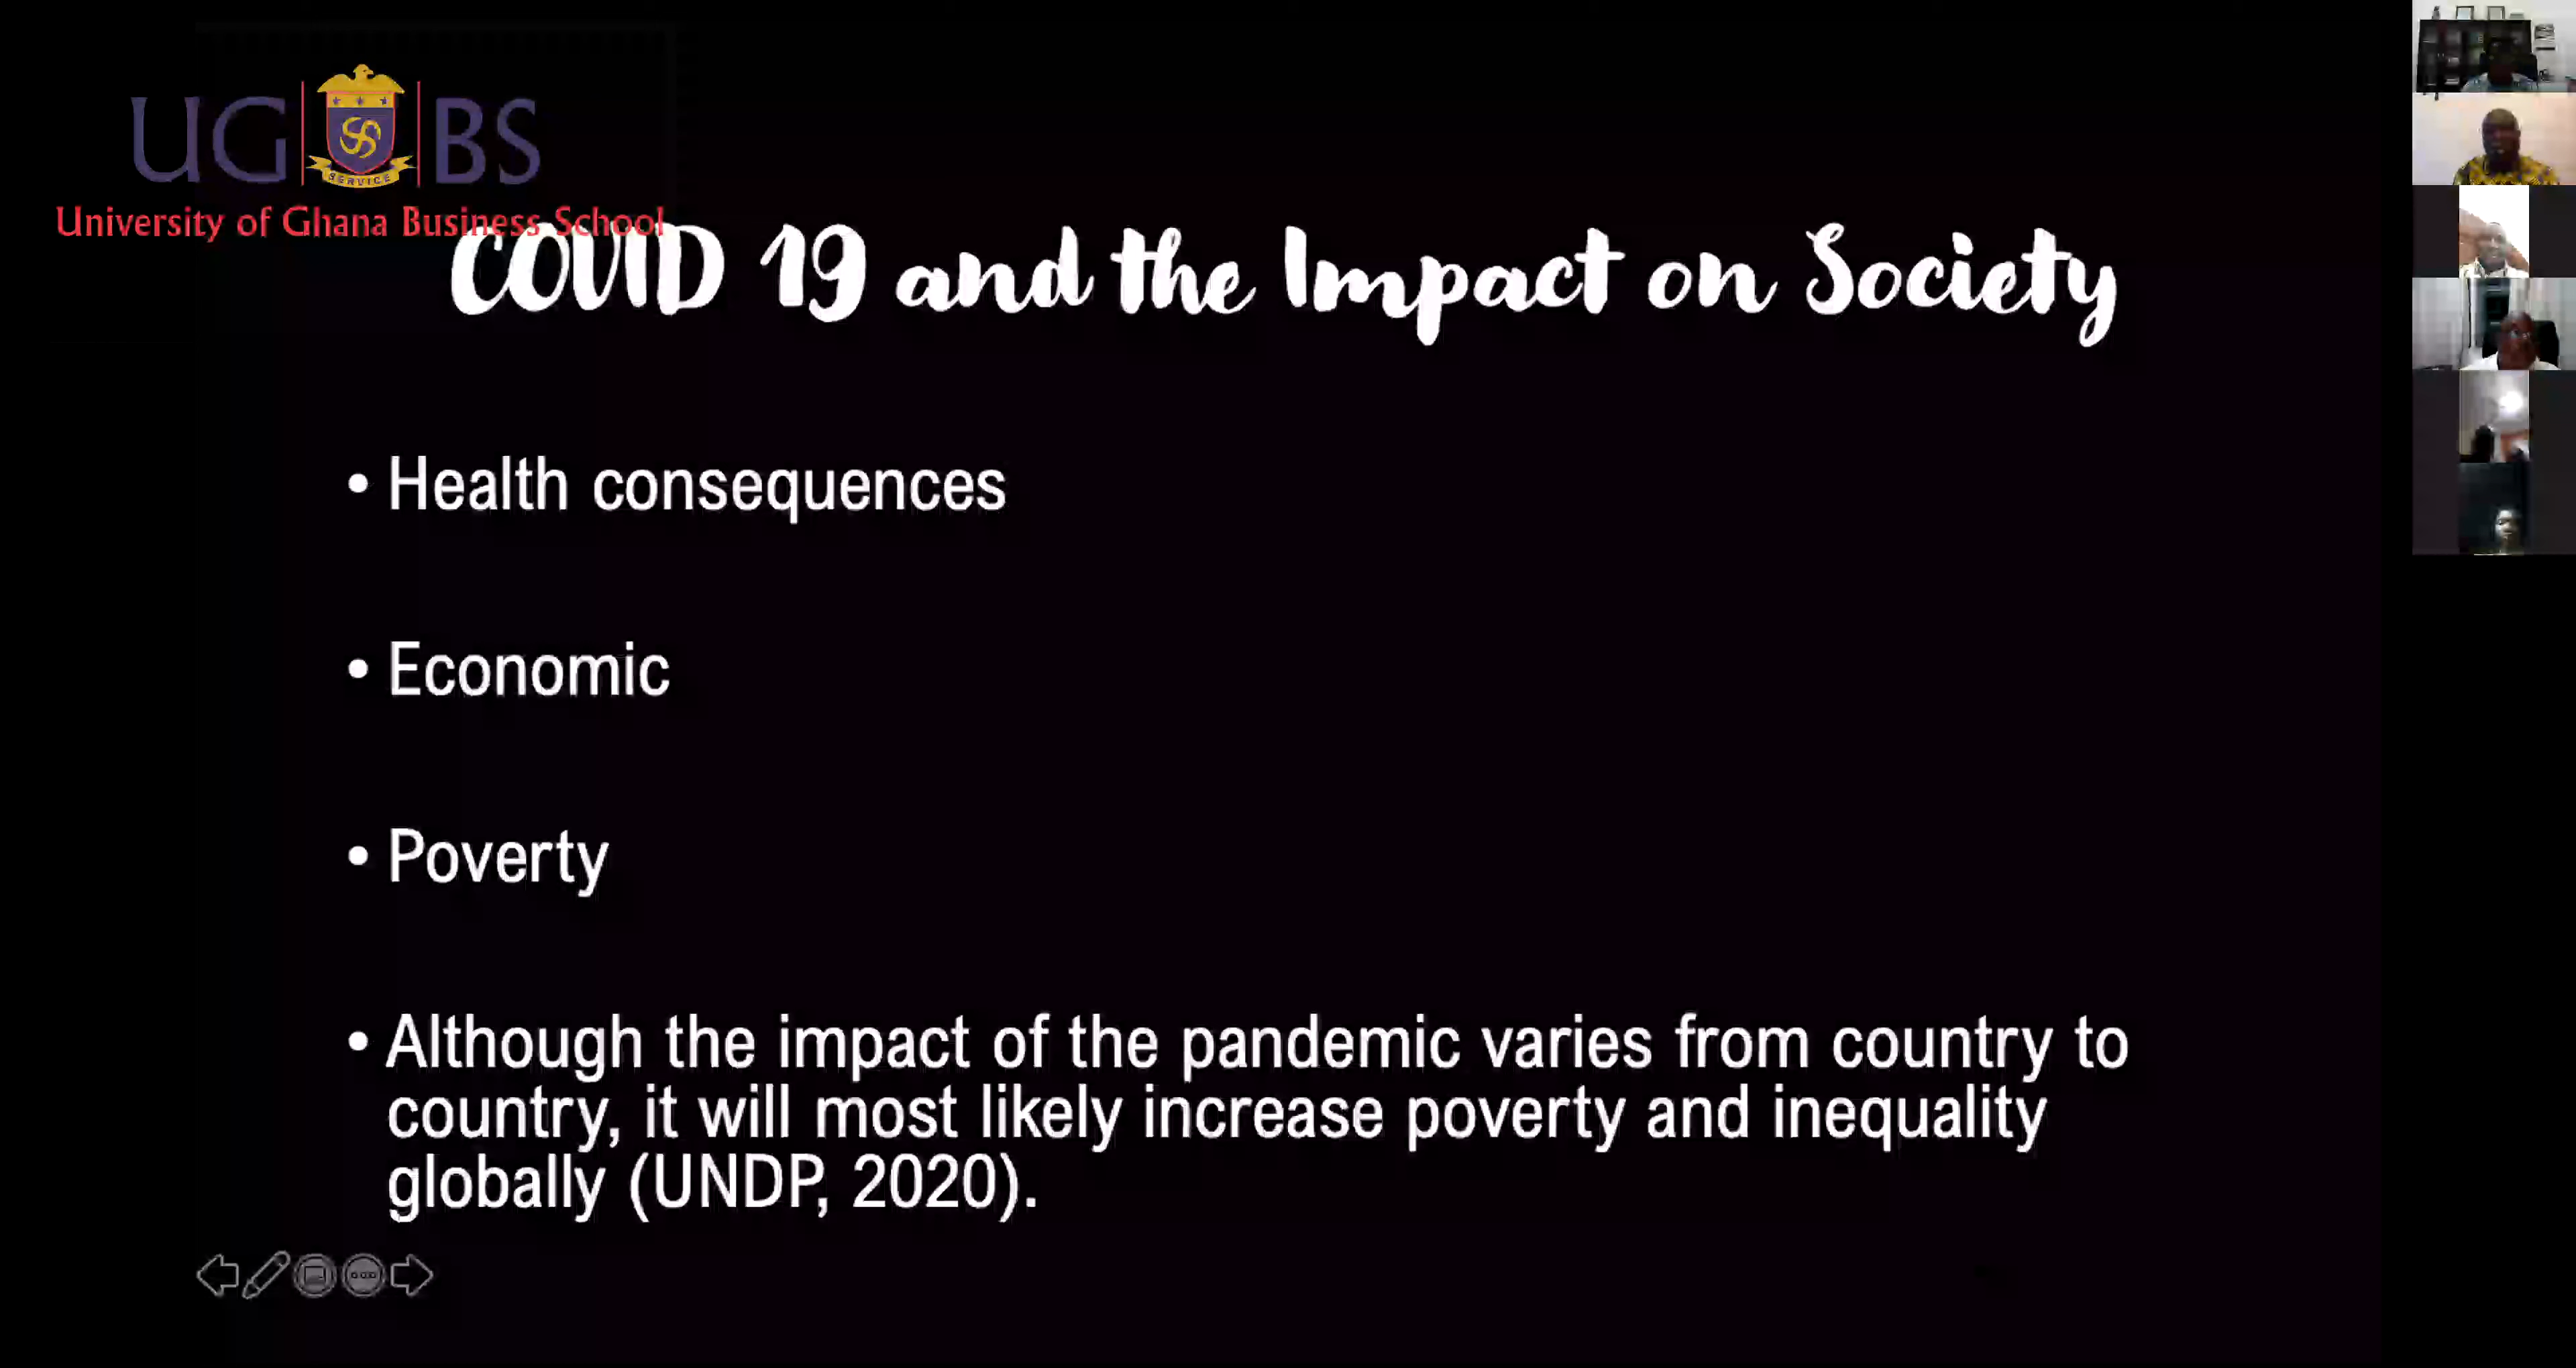 UG BS
SERVICE
University of Ghana Business School
COVID 19 and the Impact on Society
• Health consequences
• Economic
• Poverty
• Although the impact of the pandemic varies from country to
country, it will most likely increase poverty and inequality
globally (UNDP, 2020).